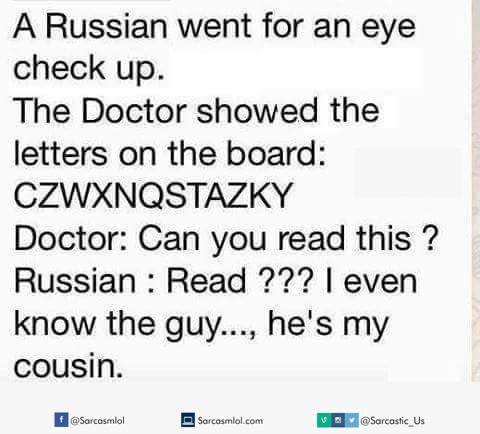 A Russian went for an eye
check up.
The Doctor showed the
letters on the board:
CZWXNQSTAZKY
Doctor: Can you read this ?
Russian : Read ??? I even
know the guy..., he's my
cousin.
@Sarcasmlol Sarcasmlol.com @Sarcastic_Us